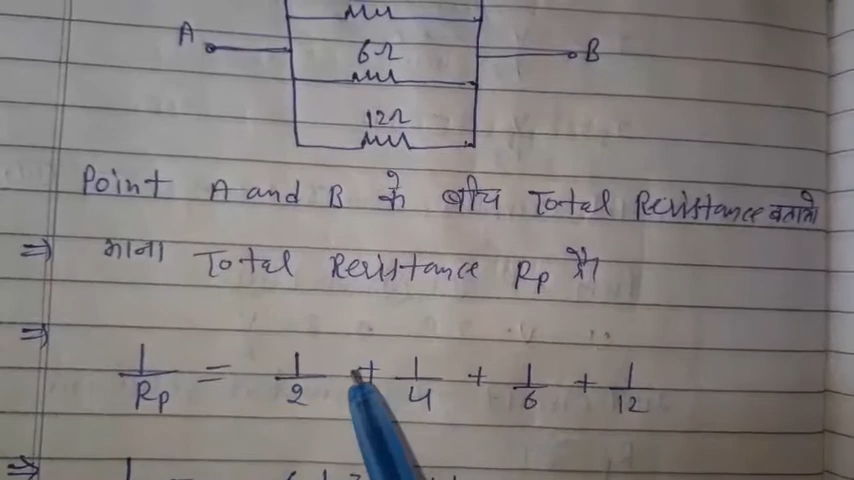 A
6Ω
B
12Ω
Point A and B के बीच Total Resistance बताओ
⇒ माना Total Resistance Rp है
⇒
1/Rp = 1/2 + 1/4 + 1/6 + 1/12
⇒